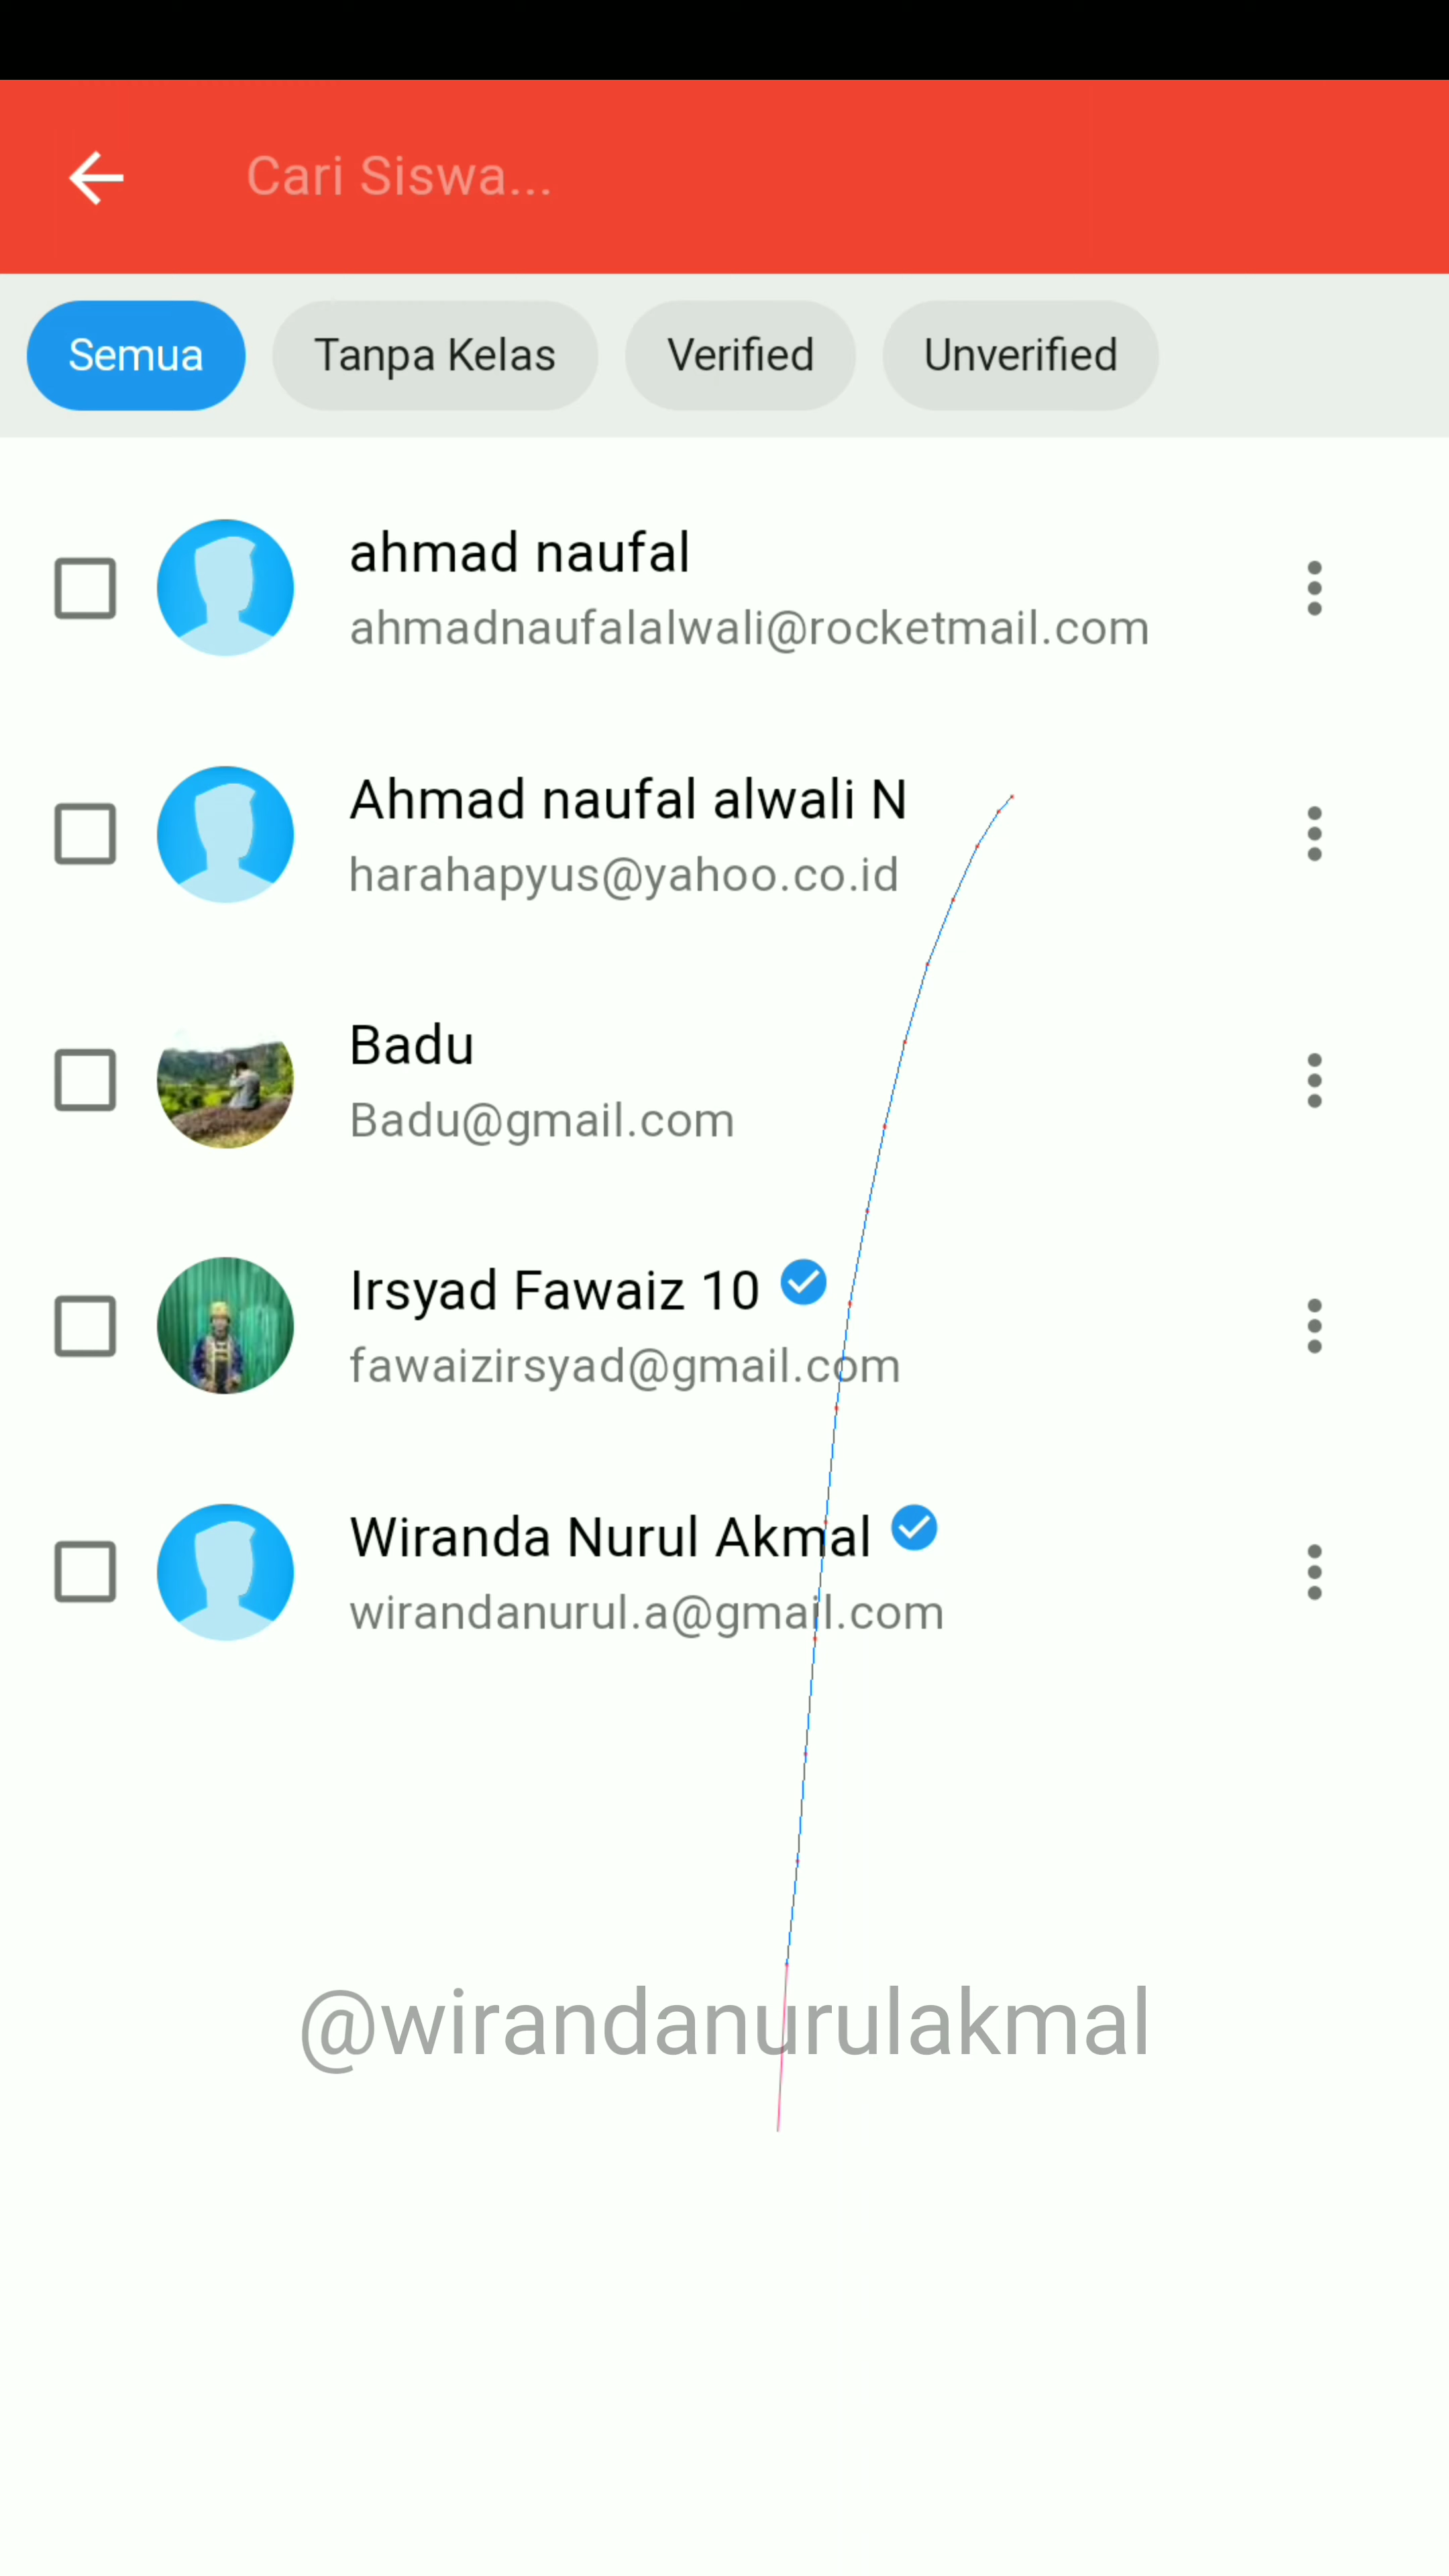 Cari Siswa...
Semua
Tanpa Kelas
Verified
Unverified
ahmad naufal
ahmadnaufalalwali@rocketmail.com
Ahmad naufal alwali N
harahapyus@yahoo.co.id
Badu
Badu@gmail.com
Irsyad Fawaiz 10
fawaizirsyad@gmail.com
Wiranda Nurul Akmal
wirandanurul.a@gmail.com
@wirandanurulakmal